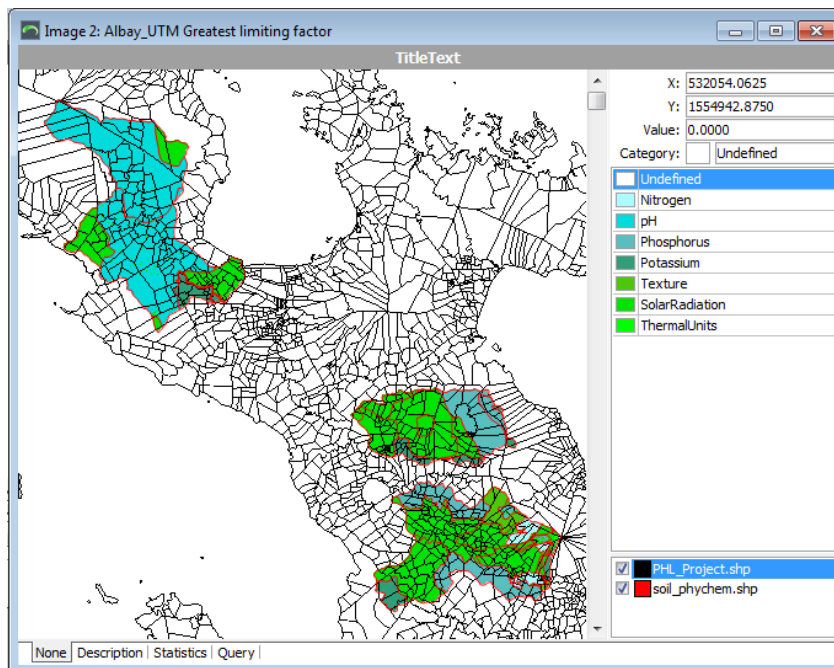 Image 2: Albay_UTM Greatest limiting factor
TitleText
X: 532054.0625
Y: 1554942.8750
Value: 0.0000
Category: Undefined
Undefined
Nitrogen
pH
Phosphorus
Potassium
Texture
SolarRadiation
ThermalUnits
PHL_Project.shp
soil_phychem.shp
None Description Statistics Query